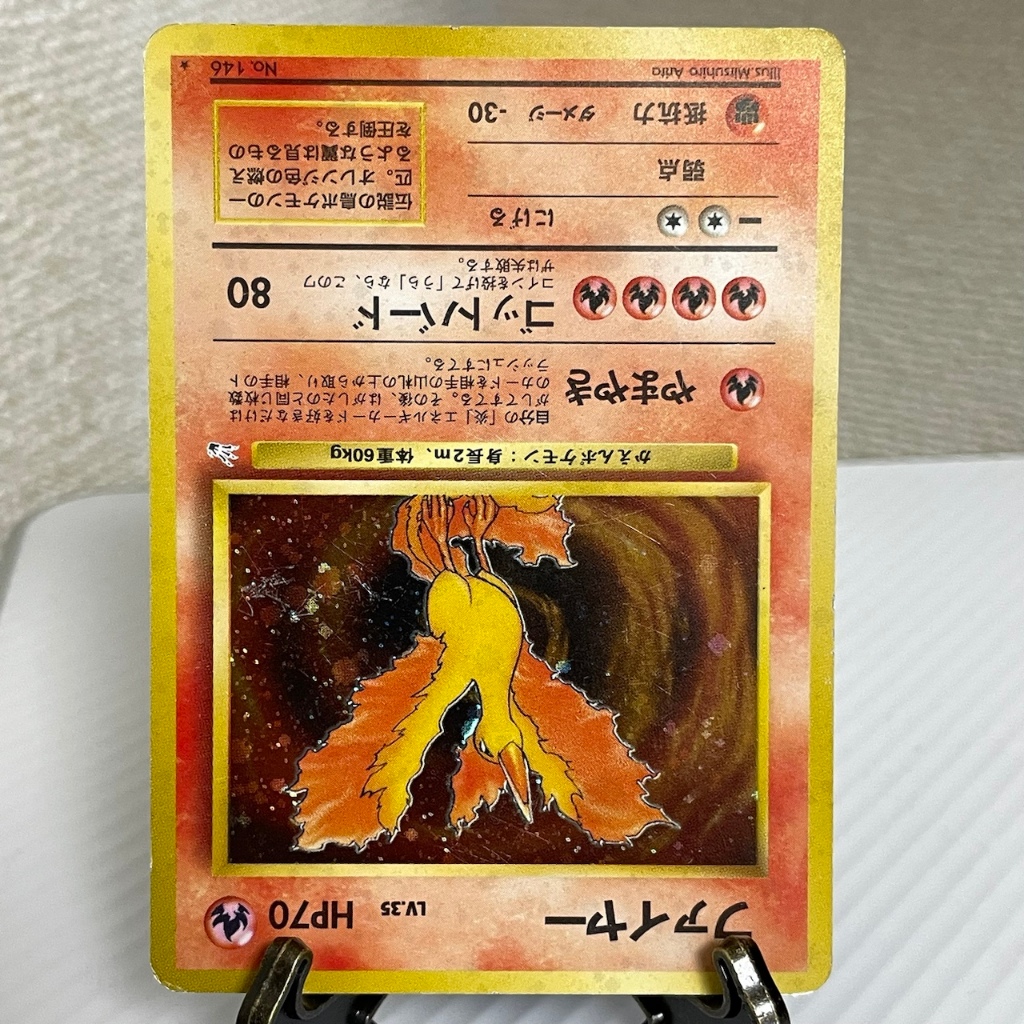 ファイヤー LV.35 HP70
かえんポケモン：身長2m、体重60kg
やまやき
自分の「炎」エネルギーカードを好きなだけは
がしてすてる。その後、はがしたのと同じ枚数
のカードを相手の山札の上から取り、相手のト
ラッシュにすてる。
ゴッドバード 80
コインを投げて「うら」なら、このワ
ザは失敗する。
にげる
弱点
抵抗力 ダメージ -30
伝説の鳥ポケモンの一
匹。オレンジ色の燃え
るような翼は見るもの
を圧倒する。
Illus.Mitsuhiro Arita
No.146